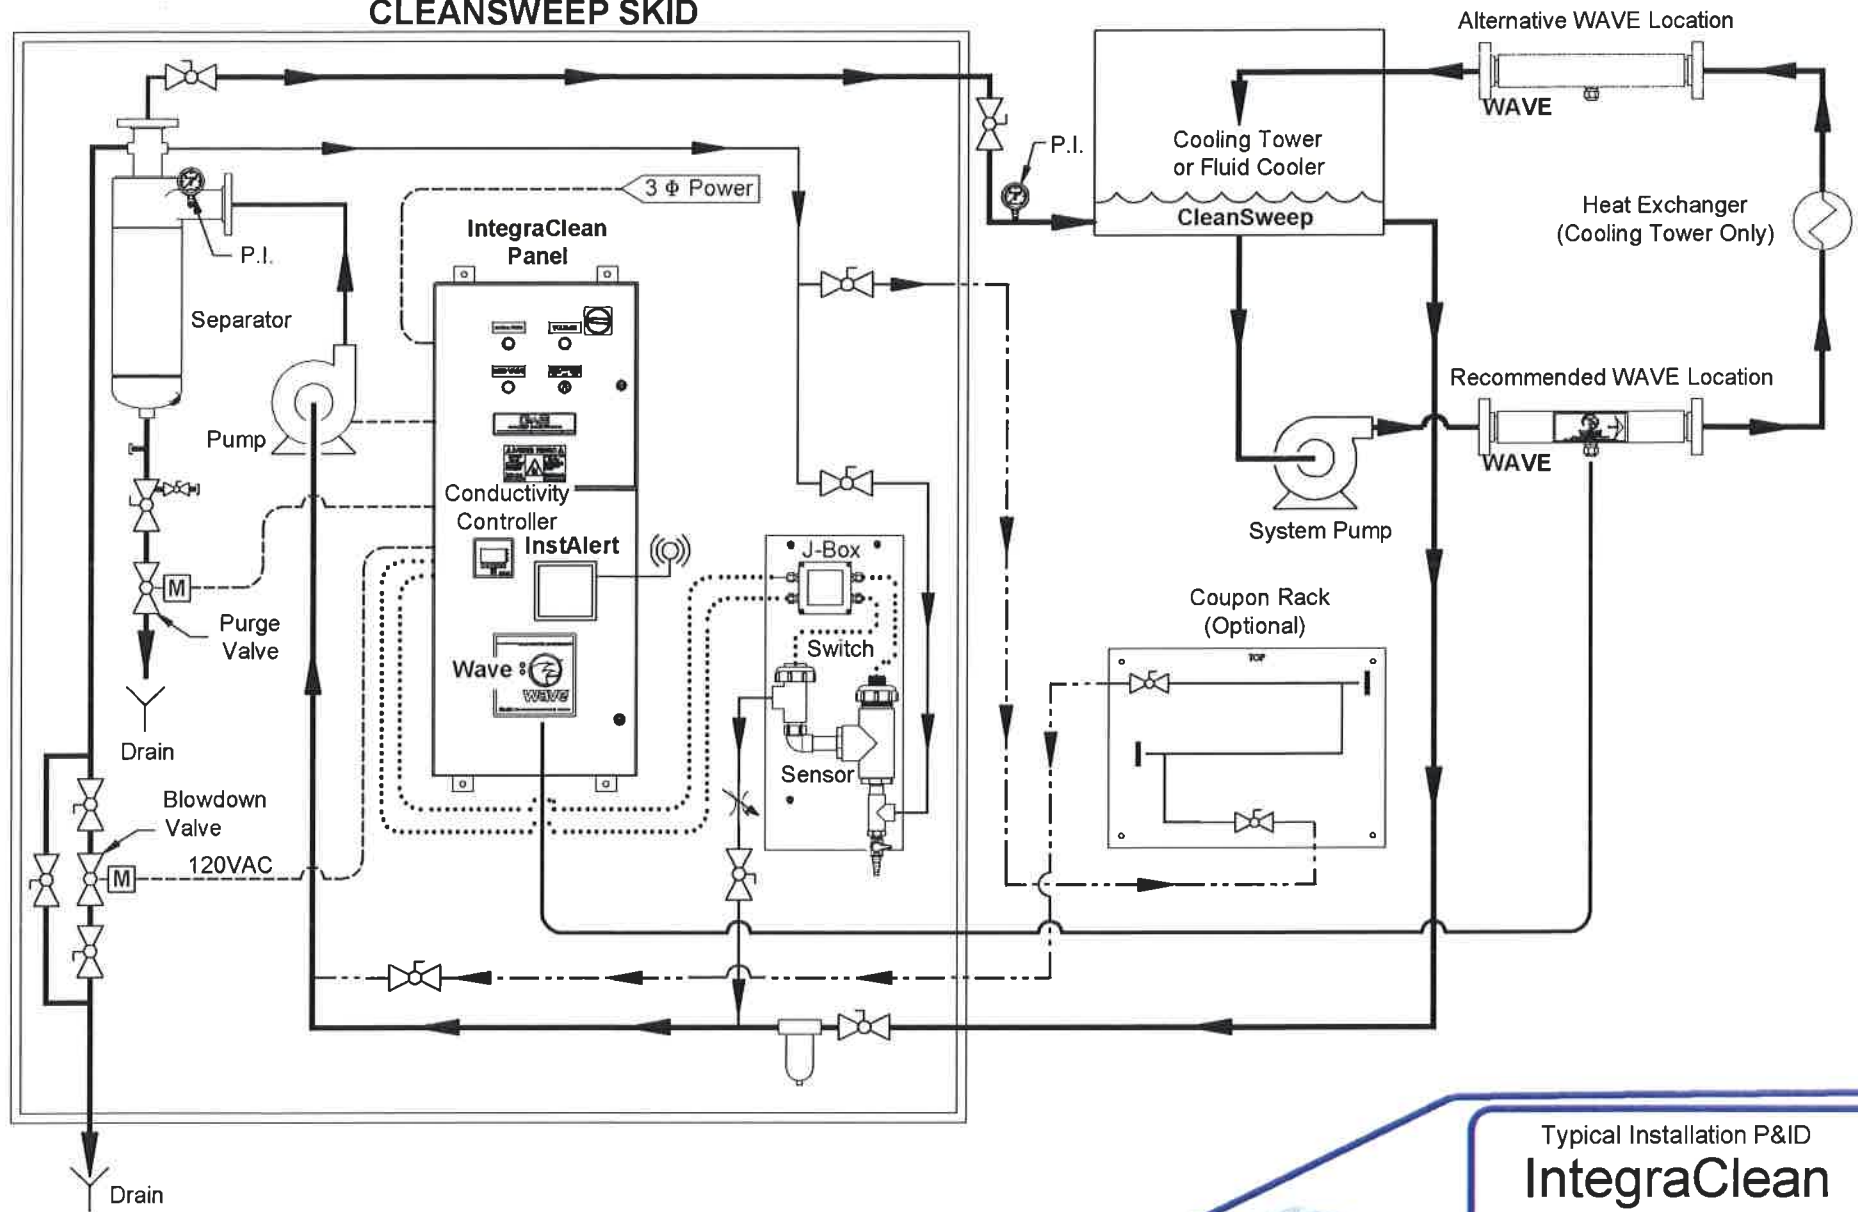 CLEANSWEEP SKID
Alternative WAVE Location
WAVE
P.I.
Cooling Tower
or Fluid Cooler
CleanSweep
Heat Exchanger
(Cooling Tower Only)
3 Φ Power
IntegraClean
Panel
P.I.
Separator
Pump
Recommended WAVE Location
WAVE
System Pump
Conductivity
Controller
InstAlert
J-Box
M
Purge
Valve
Switch
Wave
wave
Coupon Rack
(Optional)
TOP
Drain
Sensor
Blowdown
Valve
120VAC
M
Drain
Typical Installation P&ID
IntegraClean